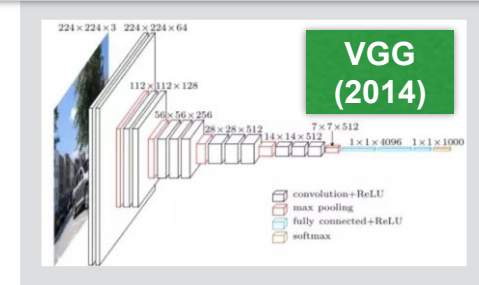 224×224×3 224×224×64
112×112×128
56×56×256
28×28×512
14×14×512
7×7×512
1×1×4096 1×1×1000
VGG
(2014)
convolution+ReLU
max pooling
fully connected+ReLU
softmax